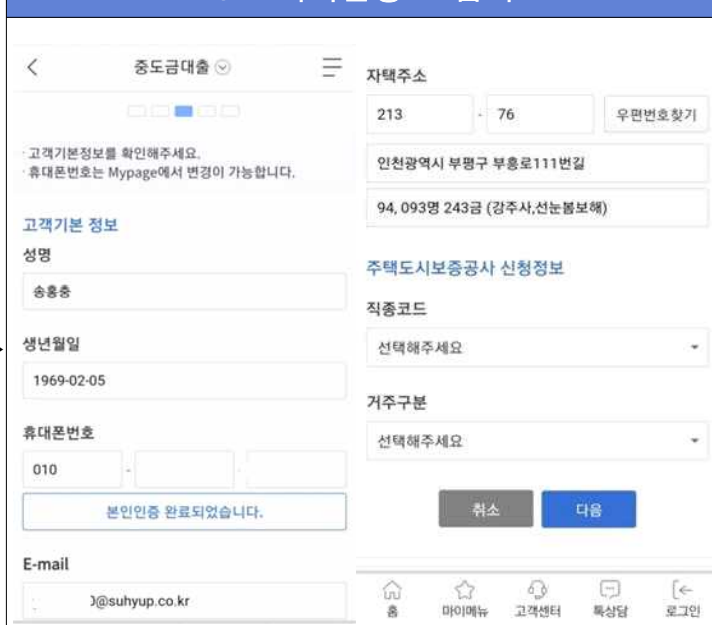 중도금대출
· 고객기본정보를 확인해주세요.
· 휴대폰번호는 Mypage에서 변경이 가능합니다.
고객기본 정보
성명
송홍충
생년월일
1969-02-05
휴대폰번호
010 - -
본인인증 완료되었습니다.
E-mail
@suhyup.co.kr
자택주소
213 - 76 우편번호찾기
인천광역시 부평구 부흥로111번길
94, 093명 243금 (강주사,선눈봄보해)
주택도시보증공사 신청정보
직종코드
선택해주세요
거주구분
선택해주세요
취소 다음
홈 마이메뉴 고객센터 톡상담 로그인